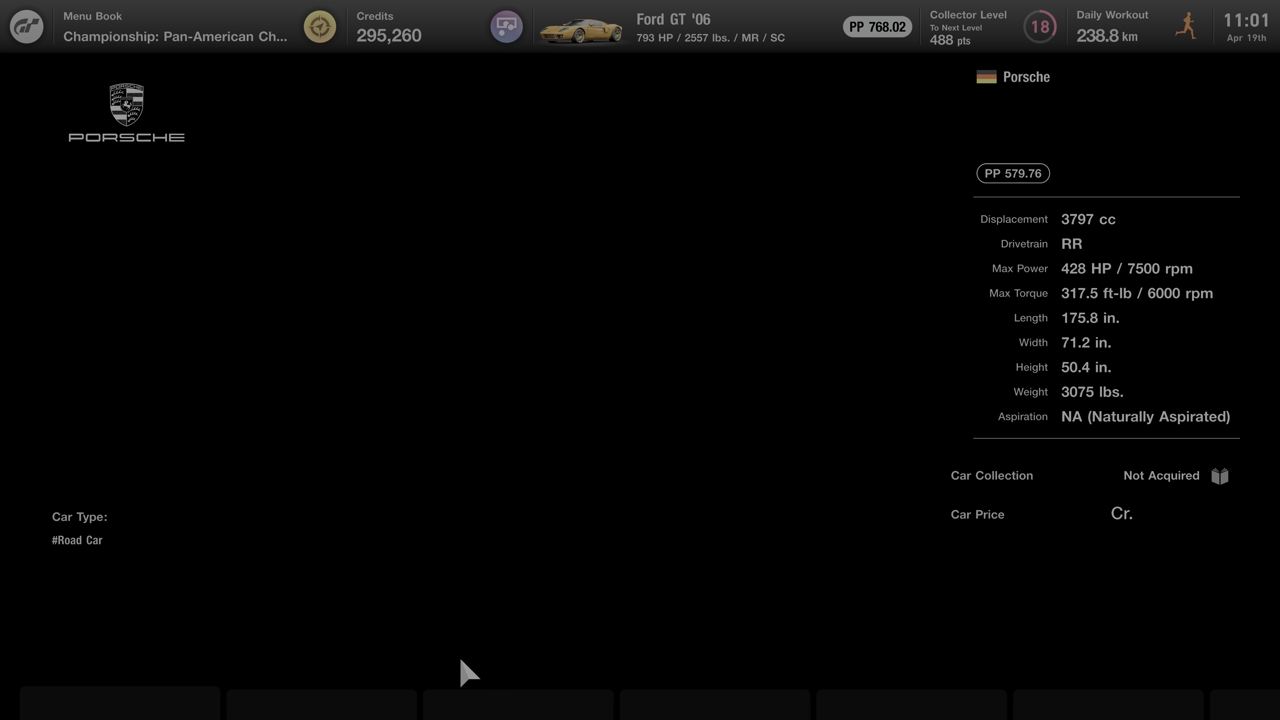 Menu Book
Championship: Pan-American Ch...
Credits
295,260
Ford GT '06
793 HP / 2557 lbs. / MR / SC
PP 768.02
Collector Level
To Next Level
488 pts
18
Daily Workout
238.8 km
11:01
Apr 19th
PORSCHE
Porsche
PP 579.76
Displacement 3797 cc
Drivetrain RR
Max Power 428 HP / 7500 rpm
Max Torque 317.5 ft-lb / 6000 rpm
Length 175.8 in.
Width 71.2 in.
Height 50.4 in.
Weight 3075 lbs.
Aspiration NA (Naturally Aspirated)
Car Collection Not Acquired
Car Price Cr.
Car Type:
#Road Car